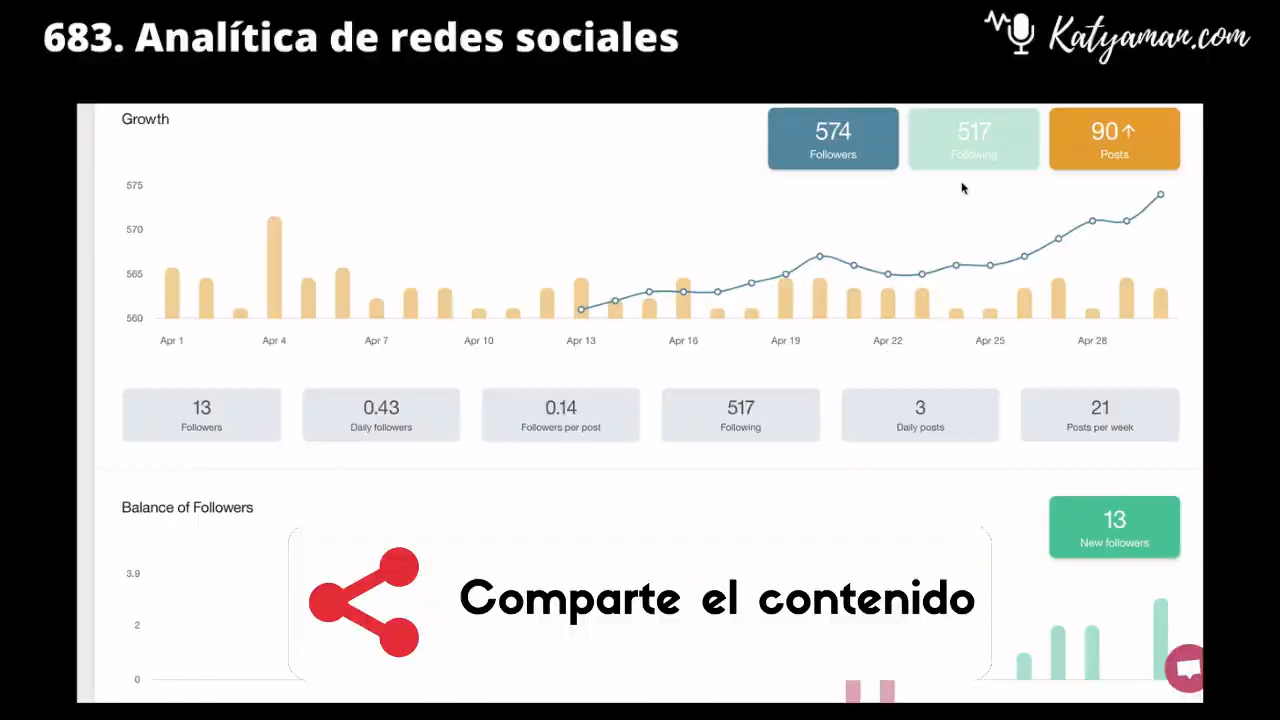 683. Analítica de redes sociales
Katyaman.com
Growth
574
Followers
517
Following
90↑
Posts
575
570
565
560
Apr 1
Apr 4
Apr 7
Apr 10
Apr 13
Apr 16
Apr 19
Apr 22
Apr 25
Apr 28
13
Followers
0.43
Daily followers
0.14
Followers per post
517
Following
3
Daily posts
21
Posts per week
Balance of Followers
13
New followers
3.9
2
0
Comparte el contenido